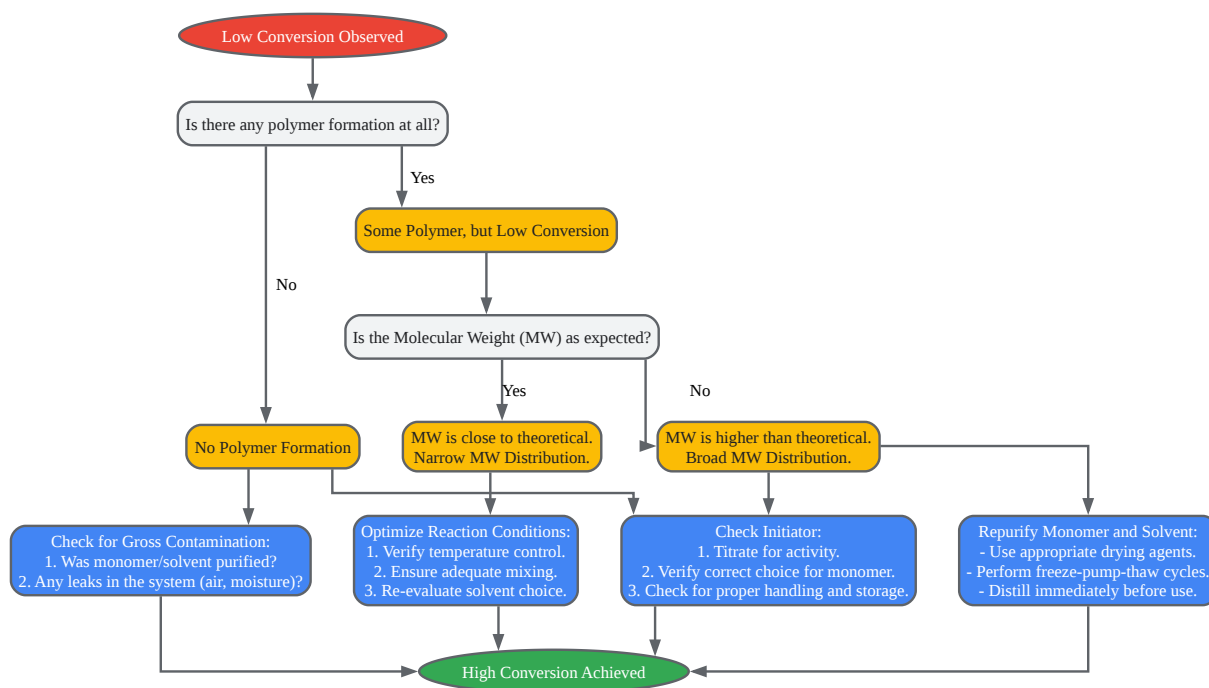 Low Conversion Observed
Is there any polymer formation at all?
Yes
Some Polymer, but Low Conversion
No
Is the Molecular Weight (MW) as expected?
Yes
No
No Polymer Formation
MW is close to theoretical.
Narrow MW Distribution.
MW is higher than theoretical.
Broad MW Distribution.
Check for Gross Contamination:
1. Was monomer/solvent purified?
2. Any leaks in the system (air, moisture)?
Optimize Reaction Conditions:
1. Verify temperature control.
2. Ensure adequate mixing.
3. Re-evaluate solvent choice.
Check Initiator:
1. Titrate for activity.
2. Verify correct choice for monomer.
3. Check for proper handling and storage.
Repurify Monomer and Solvent:
- Use appropriate drying agents.
- Perform freeze-pump-thaw cycles.
- Distill immediately before use.
High Conversion Achieved